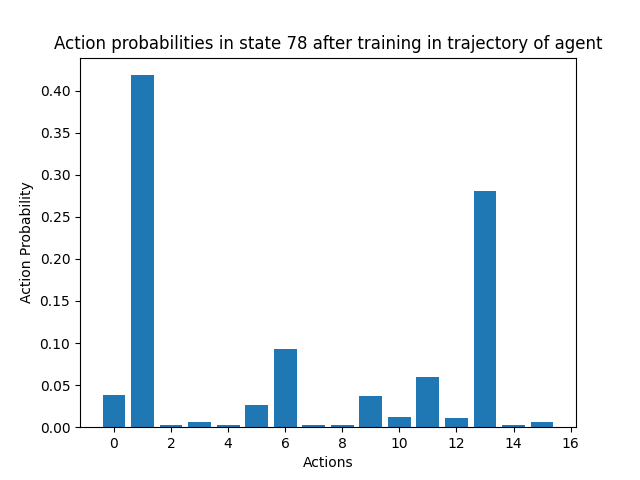 Action probabilities in state 78 after training in trajectory of agent
0.40
0.35
0.30
0.25
0.20
0.15
0.10
0.05
0.00
Action Probability
0 2 4 6 8 10 12 14 16
Actions